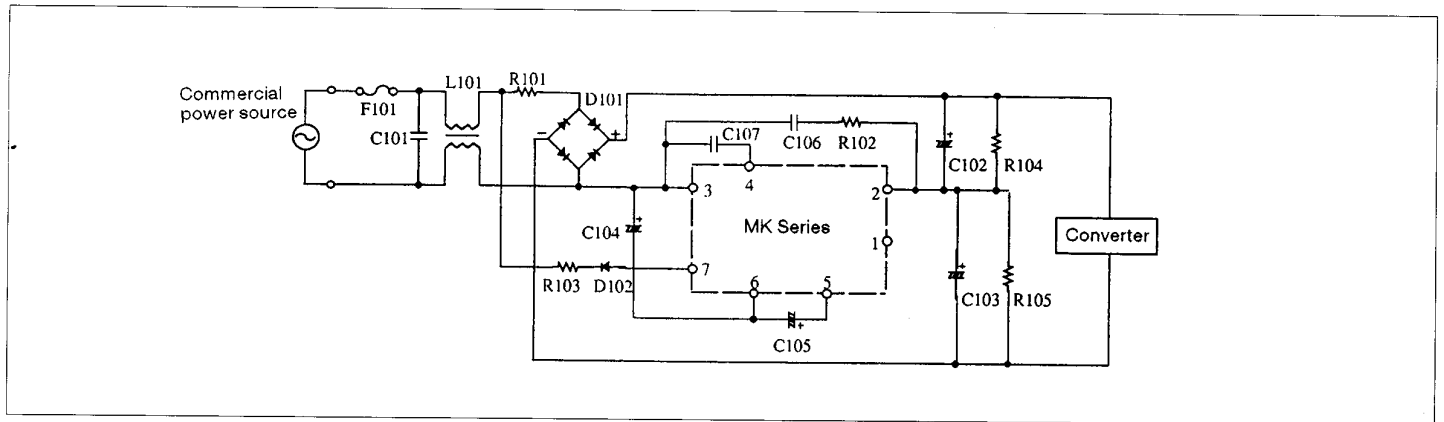 Commercial
power source
F101
C101
L101
R101
D101
−
+
C107
C106
R102
+
C102
R104
3
4
2
1
MK Series
C104
+
R103
D102
7
6
5
C105
+
+
C103
R105
Converter